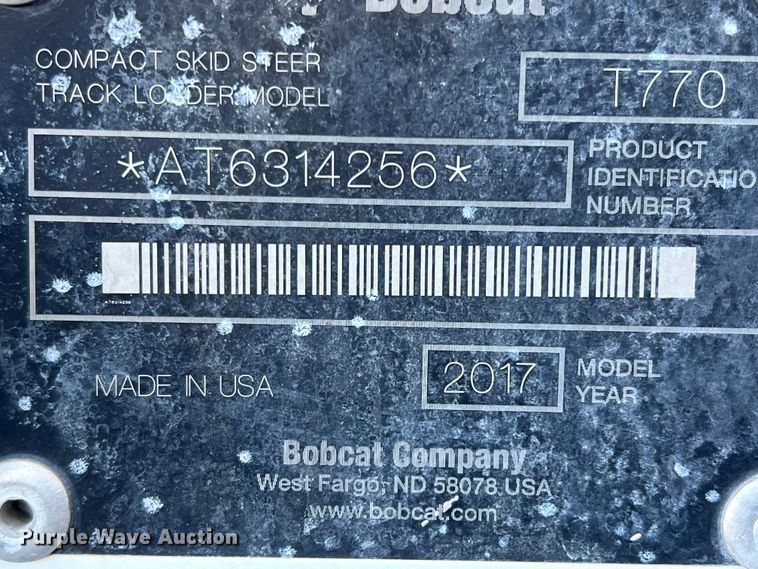 Bobcat
COMPACT SKID STEER
TRACK LOADER MODEL
T770
*AT6314256*
PRODUCT
IDENTIFICATIO
NUMBER
AT6314256
MADE IN USA
2017
MODEL
YEAR
Bobcat Company
West Fargo, ND 58078 USA
www.bobcat.com
Purple Wave Auction